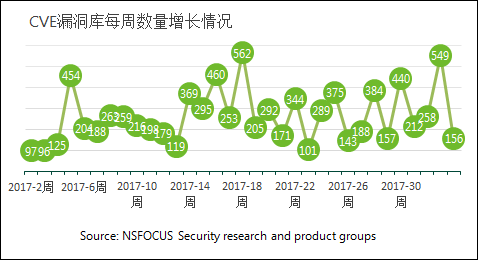 CVE漏洞库每周数量增长情况
97 96 125 454 204 188 263 259 216 198 179 119 369 295 460 253 562 205 292 171 344 101 289 375 143 188 384 157 440 212 258 549 156
2017-2周 2017-6周 2017-10周 2017-14周 2017-18周 2017-22周 2017-26周 2017-30周
Source: NSFOCUS Security research and product groups